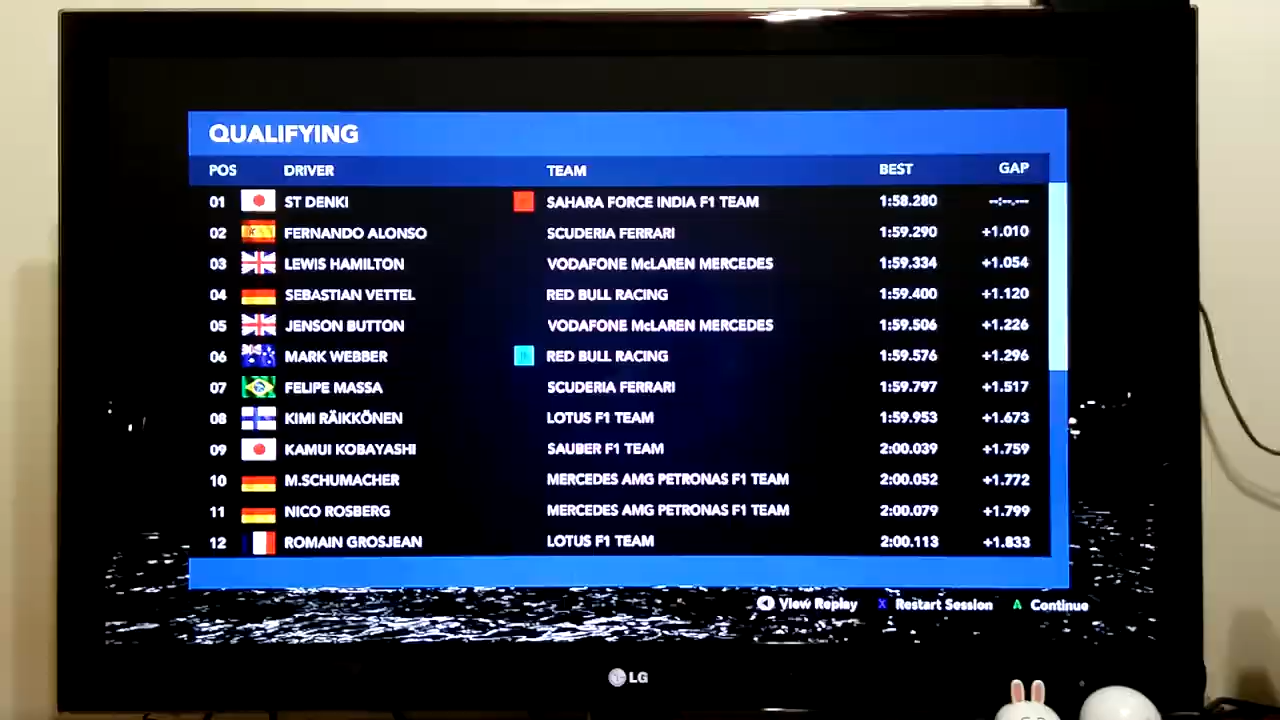 QUALIFYING
POS DRIVER TEAM BEST GAP
01 ST DENKI SAHARA FORCE INDIA F1 TEAM 1:58.280 --:--.---
02 FERNANDO ALONSO SCUDERIA FERRARI 1:59.290 +1.010
03 LEWIS HAMILTON VODAFONE McLAREN MERCEDES 1:59.334 +1.054
04 SEBASTIAN VETTEL RED BULL RACING 1:59.400 +1.120
05 JENSON BUTTON VODAFONE McLAREN MERCEDES 1:59.506 +1.226
06 MARK WEBBER RED BULL RACING 1:59.576 +1.296
07 FELIPE MASSA SCUDERIA FERRARI 1:59.797 +1.517
08 KIMI RÄIKKÖNEN LOTUS F1 TEAM 1:59.953 +1.673
09 KAMUI KOBAYASHI SAUBER F1 TEAM 2:00.039 +1.759
10 M.SCHUMACHER MERCEDES AMG PETRONAS F1 TEAM 2:00.052 +1.772
11 NICO ROSBERG MERCEDES AMG PETRONAS F1 TEAM 2:00.079 +1.799
12 ROMAIN GROSJEAN LOTUS F1 TEAM 2:00.113 +1.833
View Replay X Restart Session A Continue
LG